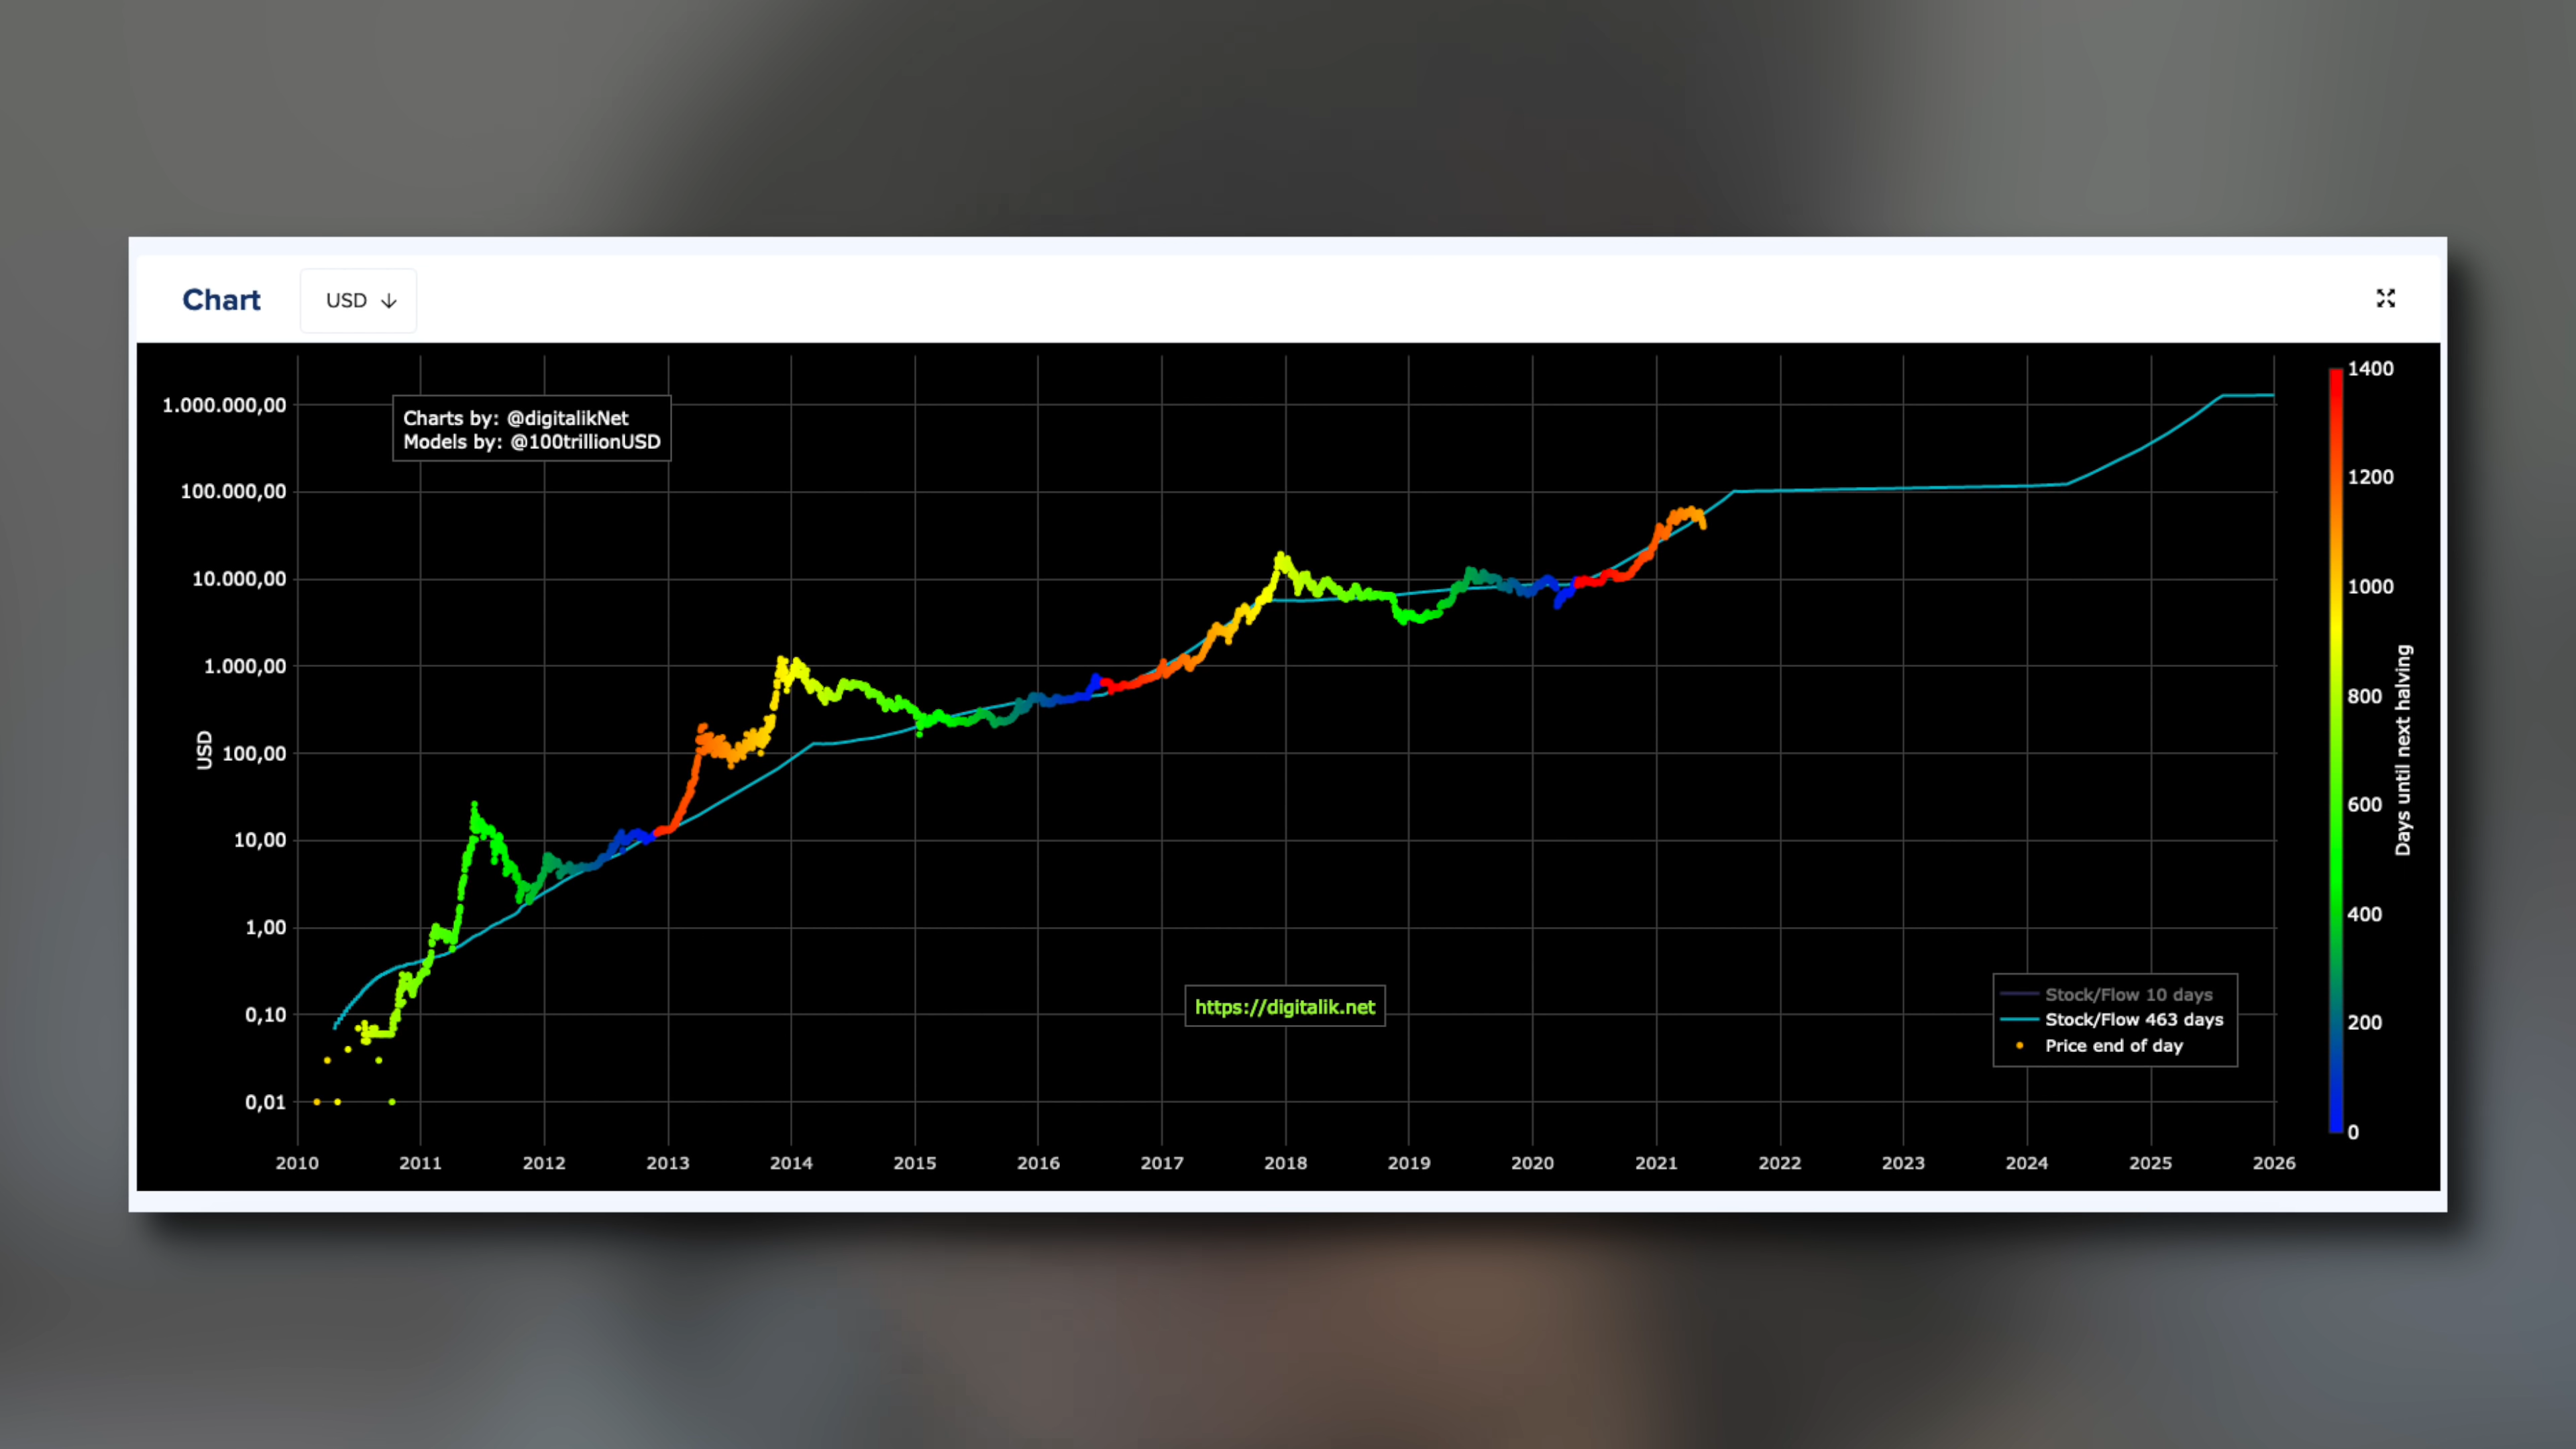 Chart
USD ↓
1.000.000,00
100.000,00
10.000,00
1.000,00
100,00
10,00
1,00
0,10
0,01
USD
Charts by: @digitalikNet
Models by: @100trillionUSD
https://digitalik.net
Stock/Flow 10 days
Stock/Flow 463 days
Price end of day
2010 2011 2012 2013 2014 2015 2016 2017 2018 2019 2020 2021 2022 2023 2024 2025 2026
1400
1200
1000
800
600
400
200
0
Days until next halving